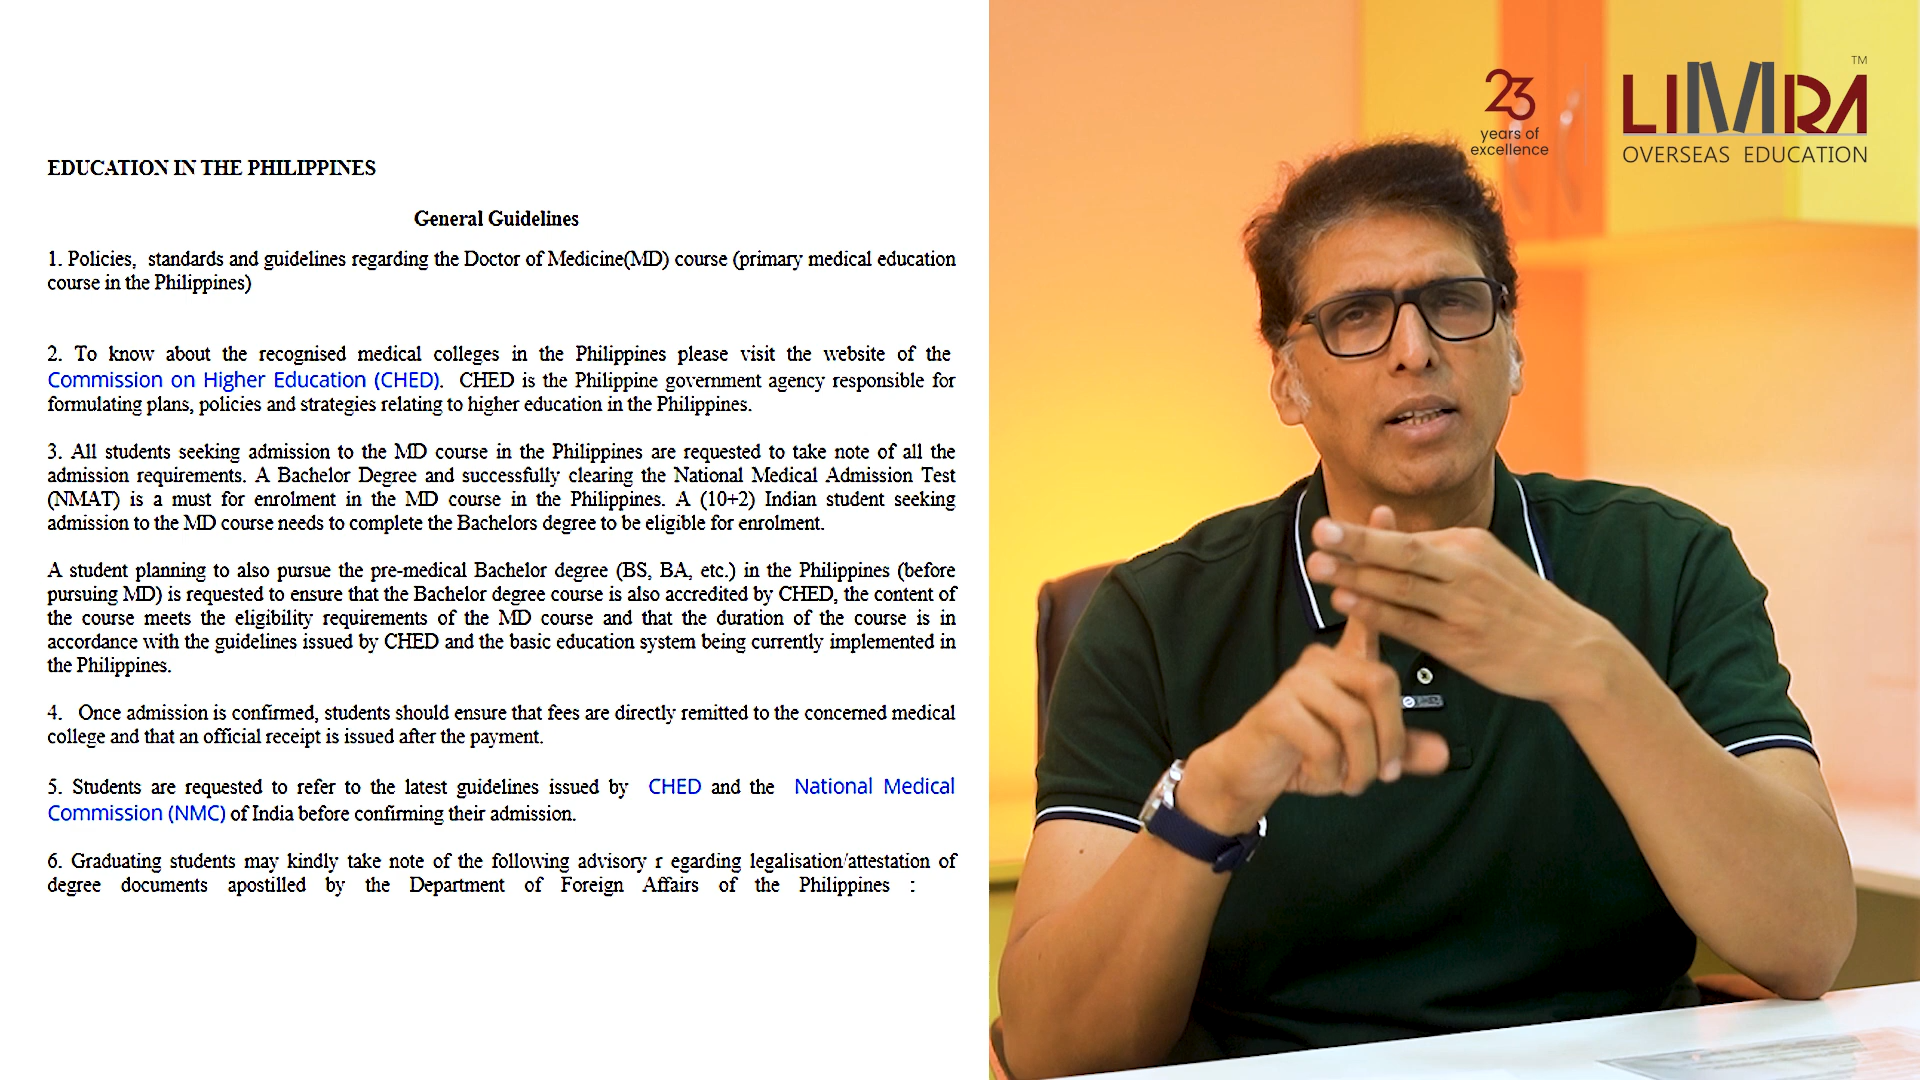 EDUCATION IN THE PHILIPPINES
General Guidelines
1. Policies, standards and guidelines regarding the Doctor of Medicine(MD) course (primary medical education
course in the Philippines)
2. To know about the recognised medical colleges in the Philippines please visit the website of the
Commission on Higher Education (CHED). CHED is the Philippine government agency responsible for
formulating plans, policies and strategies relating to higher education in the Philippines.
3. All students seeking admission to the MD course in the Philippines are requested to take note of all the
admission requirements. A Bachelor Degree and successfully clearing the National Medical Admission Test
(NMAT) is a must for enrolment in the MD course in the Philippines. A (10+2) Indian student seeking
admission to the MD course needs to complete the Bachelors degree to be eligible for enrolment.
A student planning to also pursue the pre-medical Bachelor degree (BS, BA, etc.) in the Philippines (before
pursuing MD) is requested to ensure that the Bachelor degree course is also accredited by CHED, the content of
the course meets the eligibility requirements of the MD course and that the duration of the course is in
accordance with the guidelines issued by CHED and the basic education system being currently implemented in
the Philippines.
4. Once admission is confirmed, students should ensure that fees are directly remitted to the concerned medical
college and that an official receipt is issued after the payment.
5. Students are requested to refer to the latest guidelines issued by CHED and the National Medical
Commission (NMC) of India before confirming their admission.
6. Graduating students may kindly take note of the following advisory r egarding legalisation/attestation of
degree documents apostilled by the Department of Foreign Affairs of the Philippines :
23
years of
excellence
LIMRA TM
OVERSEAS EDUCATION